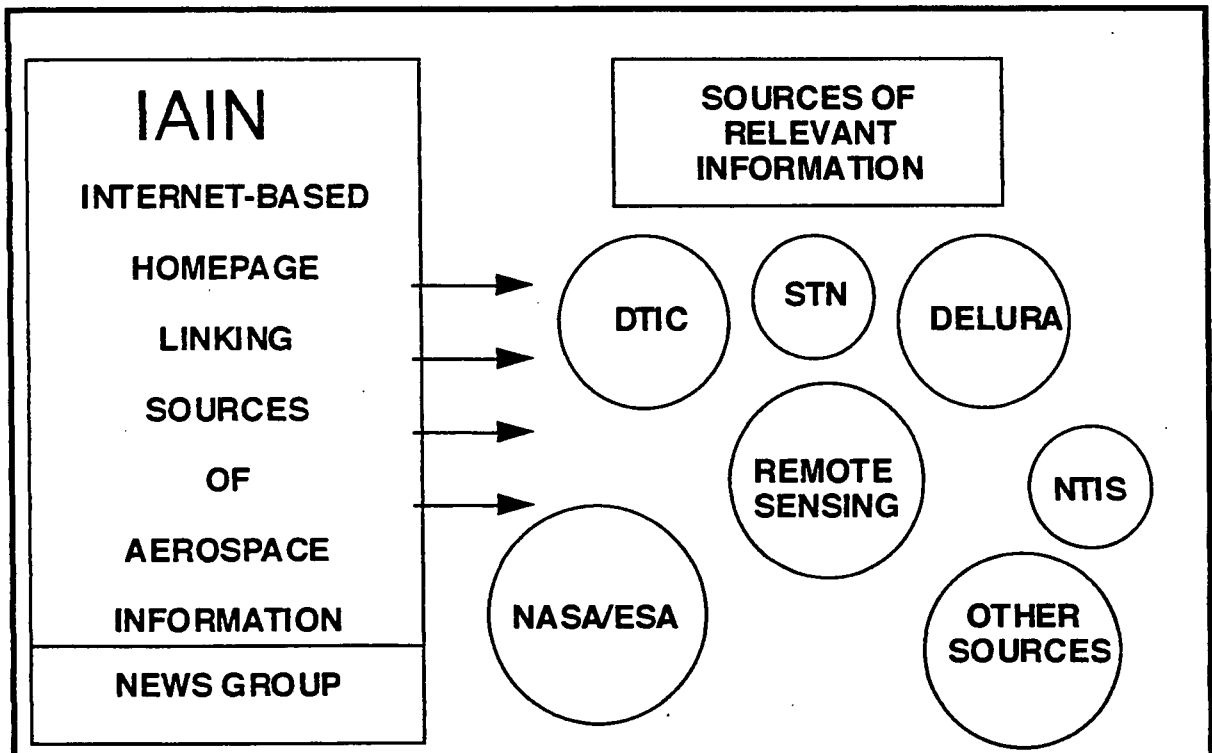 IAIN
INTERNET-BASED
HOMEPAGE
LINKING
SOURCES
OF
AEROSPACE
INFORMATION
NEWS GROUP
SOURCES OF
RELEVANT
INFORMATION
DTIC
STN
DELURA
REMOTE
SENSING
NTIS
NASA/ESA
OTHER
SOURCES